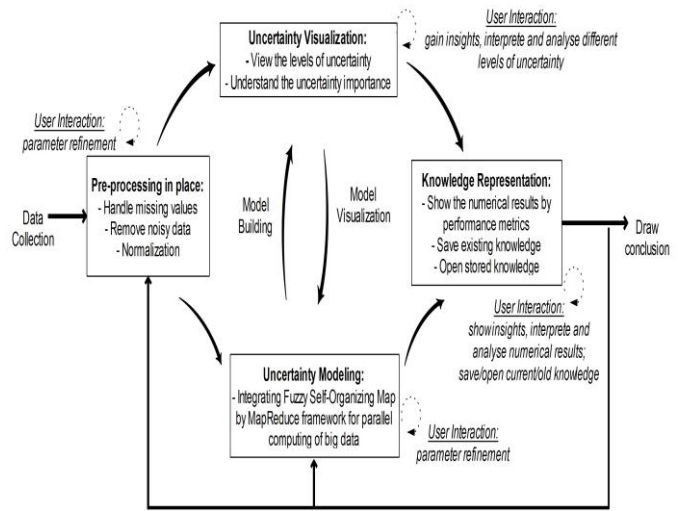 Uncertainty Visualization:
- View the levels of uncertainty
- Understand the uncertainty importance
User Interaction:
gain insights, interprete and analyse different
levels of uncertainty
User Interaction:
parameter refinement
Data
Collection
Pre-processing in place:
- Handle missing values
- Remove noisy data
- Normalization
Model
Building
Model
Visualization
Knowledge Representation:
- Show the numerical results by
performance metrics
- Save existing knowledge
- Open stored knowledge
Draw
conclusion
User Interaction:
showinsights, interprete and
analyse numerical results;
save/open current/old knowledge
Uncertainty Modeling:
- Integrating Fuzzy Self-Organizing Map
by MapReduce framework for parallel
computing of big data
User Interaction:
parameter refinement